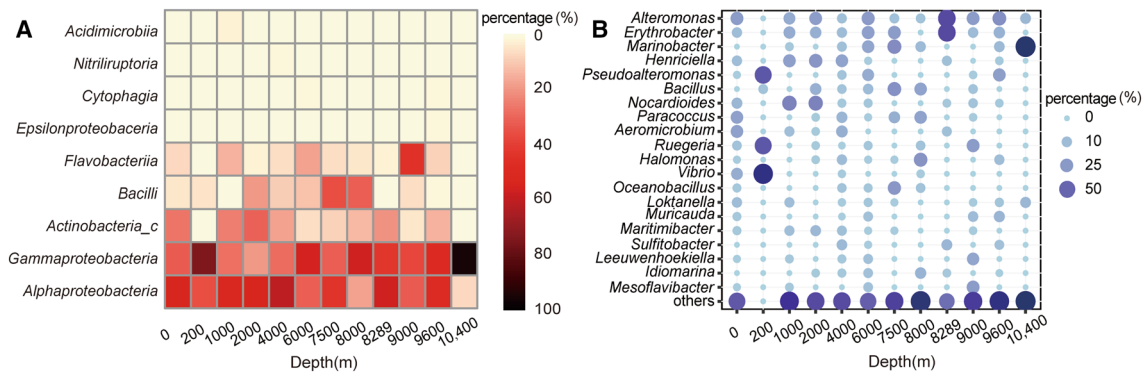 A
Acidimicrobiia
Nitriliruptoria
Cytophagia
Epsilonproteobaceria
Flavobacteriia
Bacilli
Actinobacteria_c
Gammaproteobacteria
Alphaproteobacteria
0 200 1000 2000 4000 6000 7500 8000 8289 9000 9600 10,400
Depth(m)
percentage (%)
0
20
40
60
80
100
B
Alteromonas
Erythrobacter
Marinobacter
Henriciella
Pseudoalteromonas
Bacillus
Nocardioides
Paracoccus
Aeromicrobium
Ruegeria
Halomonas
Vibrio
Oceanobacillus
Loktanella
Muricauda
Maritimibacter
Sulfitobacter
Leeuwenhoekiella
Idiomarina
Mesoflavibacter
others
0 200 1000 2000 4000 6000 7500 8000 8289 9000 9600 10,400
Depth(m)
percentage (%)
0
10
25
50